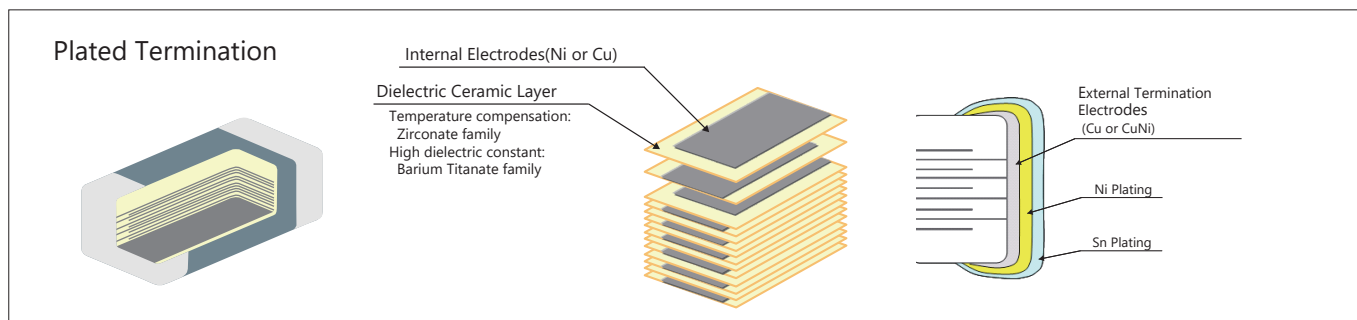 Plated Termination
Internal Electrodes(Ni or Cu)
Dielectric Ceramic Layer
Temperature compensation:
Zirconate family
High dielectric constant:
Barium Titanate family
External Termination
Electrodes
(Cu or CuNi)
Ni Plating
Sn Plating